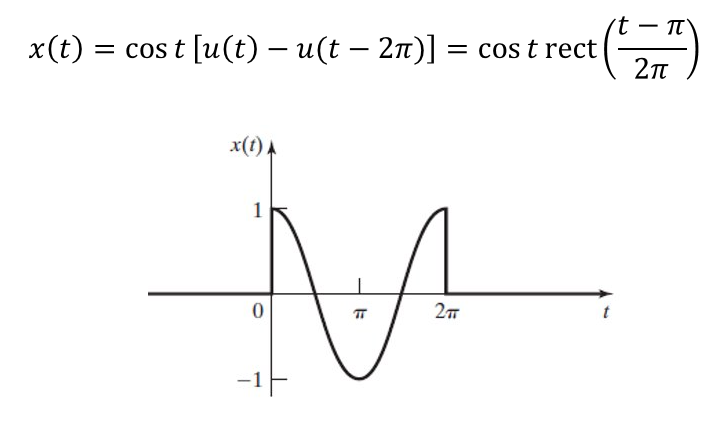 x(t) = cos t [u(t) − u(t − 2π)] = cos t rect((t − π)/2π)
x(t)
1
0 π 2π t
−1